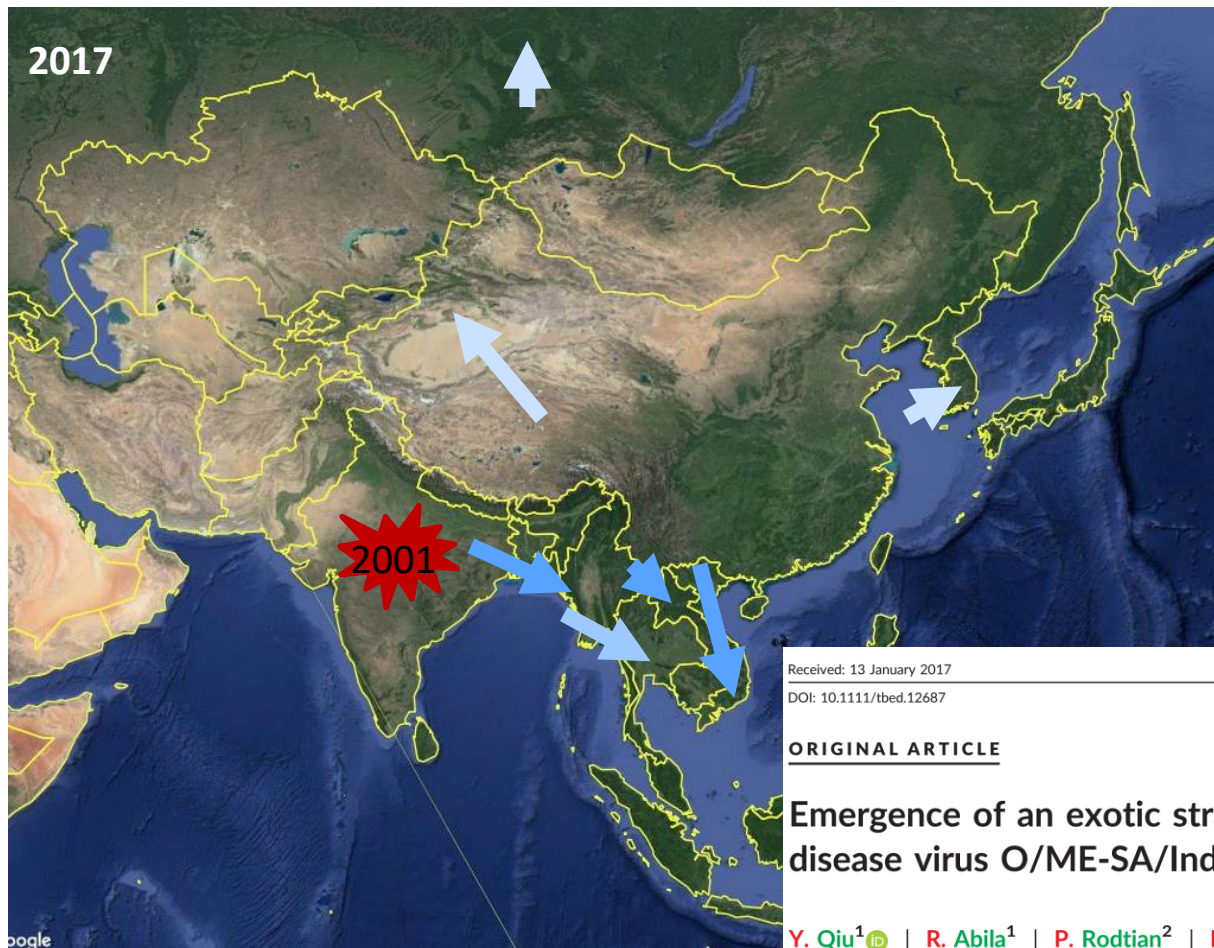 2017
2001
Received: 13 January 2017
DOI: 10.1111/tbed.12687
ORIGINAL ARTICLE
Emergence of an exotic str
disease virus O/ME-SA/Ind
Y. Qiu1 iD | R. Abila1 | P. Rodtian2 |
oogle